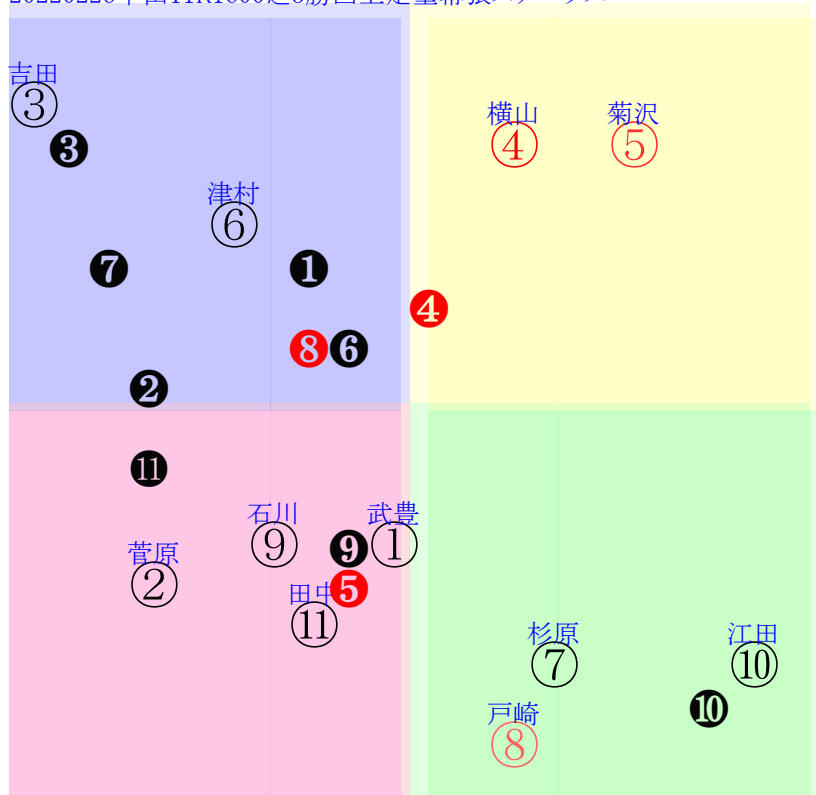 吉田
③
横山
菊沢
④
⑤
❸
津村
⑥
❼
❶
❹
❽
❻
❷
⓫
石川
武豊
⑨
❾
①
菅原
②
田中
❺
⑪
杉原
江田
⑦
⑩
❿
戸崎
⑧